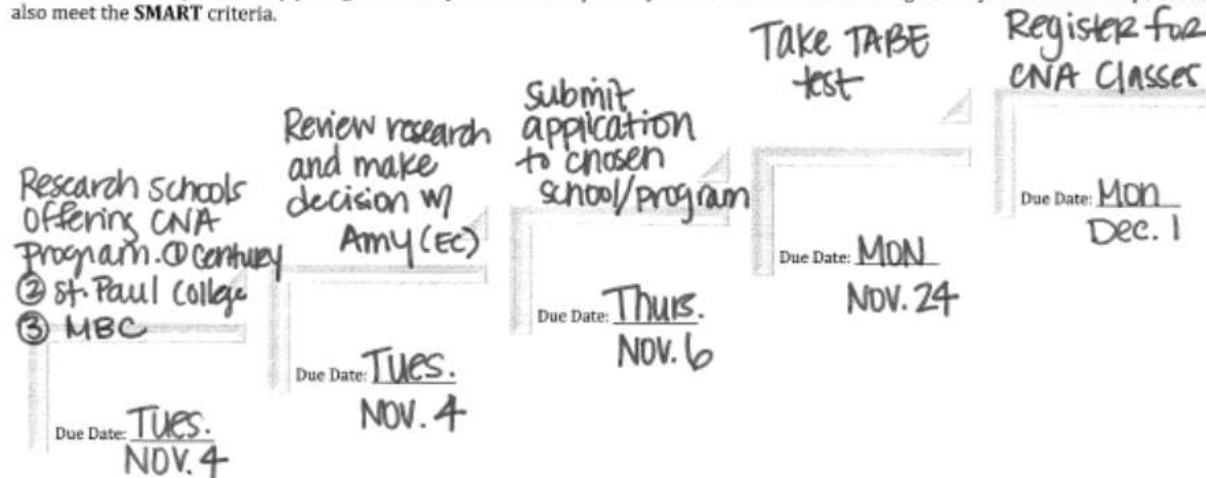 also meet the SMART criteria.
Research schools
offering CNA
program. ① Century
② St. Paul College
③ MBC
Due Date: Tues.
Nov. 4
Review research
and make
decision w/
Amy (EC)
Due Date: Tues.
Nov. 4
Submit
application
to chosen
school/program
Due Date: Thurs.
Nov. 6
Take TABE
test
Due Date: Mon
Nov. 24
Register for
CNA Classes
Due Date: Mon
Dec. 1